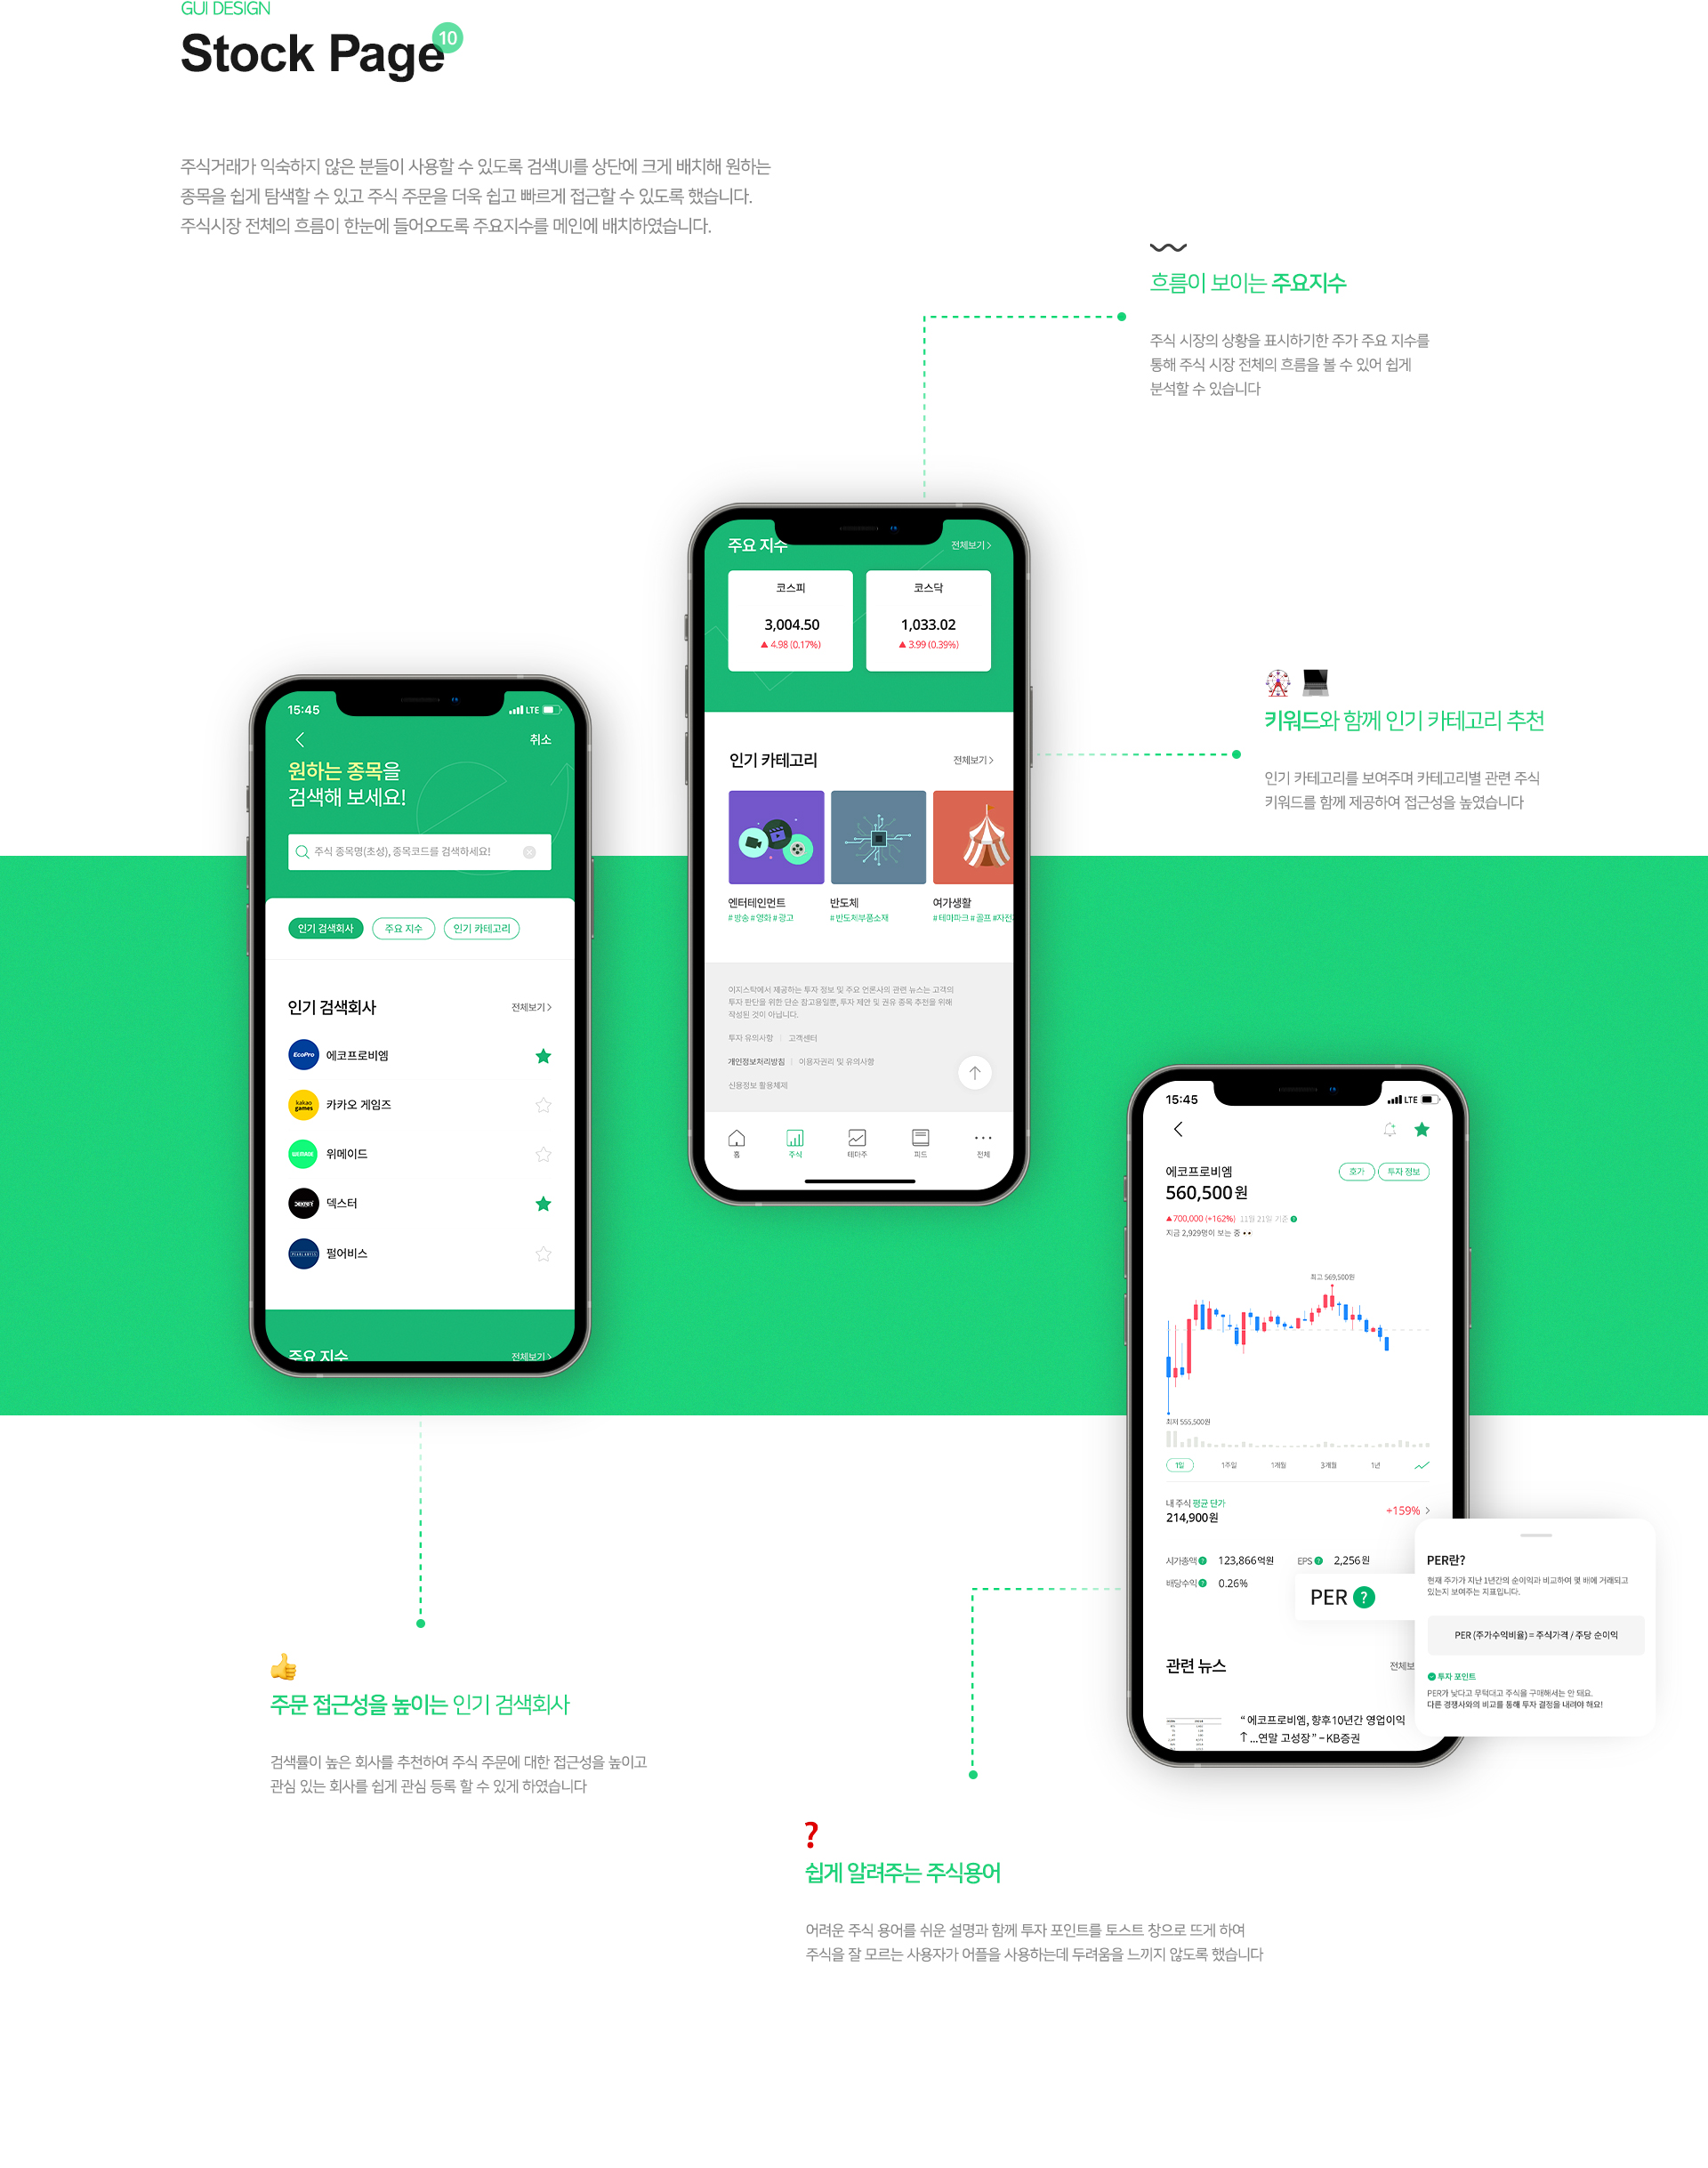 GUI DESIGN
Stock Page
10
주식거래가 익숙하지 않은 분들이 사용할 수 있도록 검색UI를 상단에 크게 배치해 원하는
종목을 쉽게 탐색할 수 있고 주식 주문을 더욱 쉽고 빠르게 접근할 수 있도록 했습니다.
주식시장 전체의 흐름이 한눈에 들어오도록 주요지수를 메인에 배치하였습니다.
흐름이 보이는 주요지수
주식 시장의 상황을 표시하기한 주가 주요 지수를
통해 주식 시장 전체의 흐름을 볼 수 있어 쉽게
분석할 수 있습니다
주요 지수
전체보기
코스피
3,004.50
▲ 4.98 (0.17%)
코스닥
1,033.02
▲ 3.99 (0.39%)
인기 카테고리
전체보기
엔터테인먼트
# 방송 # 영화 # 광고
반도체
# 반도체부품소재
여가생활
# 테마파크 # 골프 #자전
이지스탁에서 제공하는 투자 정보 및 주요 언론사의 관련 뉴스는 고객의
투자 판단을 위한 단순 참고용일뿐, 투자 제안 및 권유 종목 추천을 위해
작성된 것이 아닙니다.
투자 유의사항 | 고객센터
개인정보처리방침 | 이용자관리 및 유의사항
신용정보 활용체제
홈
주식
테마주
피드
전체
키워드와 함께 인기 카테고리 추천
인기 카테고리를 보여주며 카테고리별 관련 주식
키워드를 함께 제공하여 접근성을 높였습니다
15:45
LTE
취소
원하는 종목을
검색해 보세요!
주식 종목명(초성), 종목코드를 검색하세요!
인기 검색회사
주요 지수
인기 카테고리
인기 검색회사
전체보기
EcoPro
에코프로비엠
kakao
games
카카오 게임즈
WEMADE
위메이드
DEXTER
덱스터
PEARL ABYSS
펄어비스
주요 지수
전체보기
주문 접근성을 높이는 인기 검색회사
검색률이 높은 회사를 추천하여 주식 주문에 대한 접근성을 높이고
관심 있는 회사를 쉽게 관심 등록 할 수 있게 하였습니다
15:45
LTE
에코프로비엠
호가
투자 정보
560,500원
▲700,000 (+162%) 11월 21일 기준
지금 2,929명이 보는 중
최고 569,500원
최저 555,500원
1일
1주일
1개월
3개월
1년
내 주식 평균 단가
214,900원
+159%
시가총액 ? 123,866억원
EPS ? 2,256원
배당수익 ? 0.26%
PER ?
관련 뉴스
전체보
“ 에코프로비엠, 향후10년간 영업이익
↑ ...연말 고성장 ” – KB증권
PER란?
현재 주가가 지난 1년간의 순이익과 비교하여 몇 배에 거래되고
있는지 보여주는 지표입니다.
PER (주가수익비율) = 주식가격 / 주당 순이익
투자 포인트
PER가 낮다고 무턱대고 주식을 구매해서는 안 돼요.
다른 경쟁사와의 비교를 통해 투자 결정을 내려야 해요!
?
쉽게 알려주는 주식용어
어려운 주식 용어를 쉬운 설명과 함께 투자 포인트를 토스트 창으로 뜨게 하여
주식을 잘 모르는 사용자가 어플을 사용하는데 두려움을 느끼지 않도록 했습니다